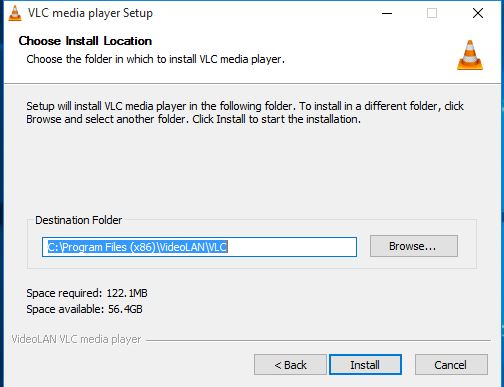 VLC media player Setup
Choose Install Location
Choose the folder in which to install VLC media player.
Setup will install VLC media player in the following folder. To install in a different folder, click
Browse and select another folder. Click Install to start the installation.
Destination Folder
C:\Program Files (x86)\VideoLAN\VLC
Browse...
Space required: 122.1MB
Space available: 56.4GB
VideoLAN VLC media player
< Back
Install
Cancel